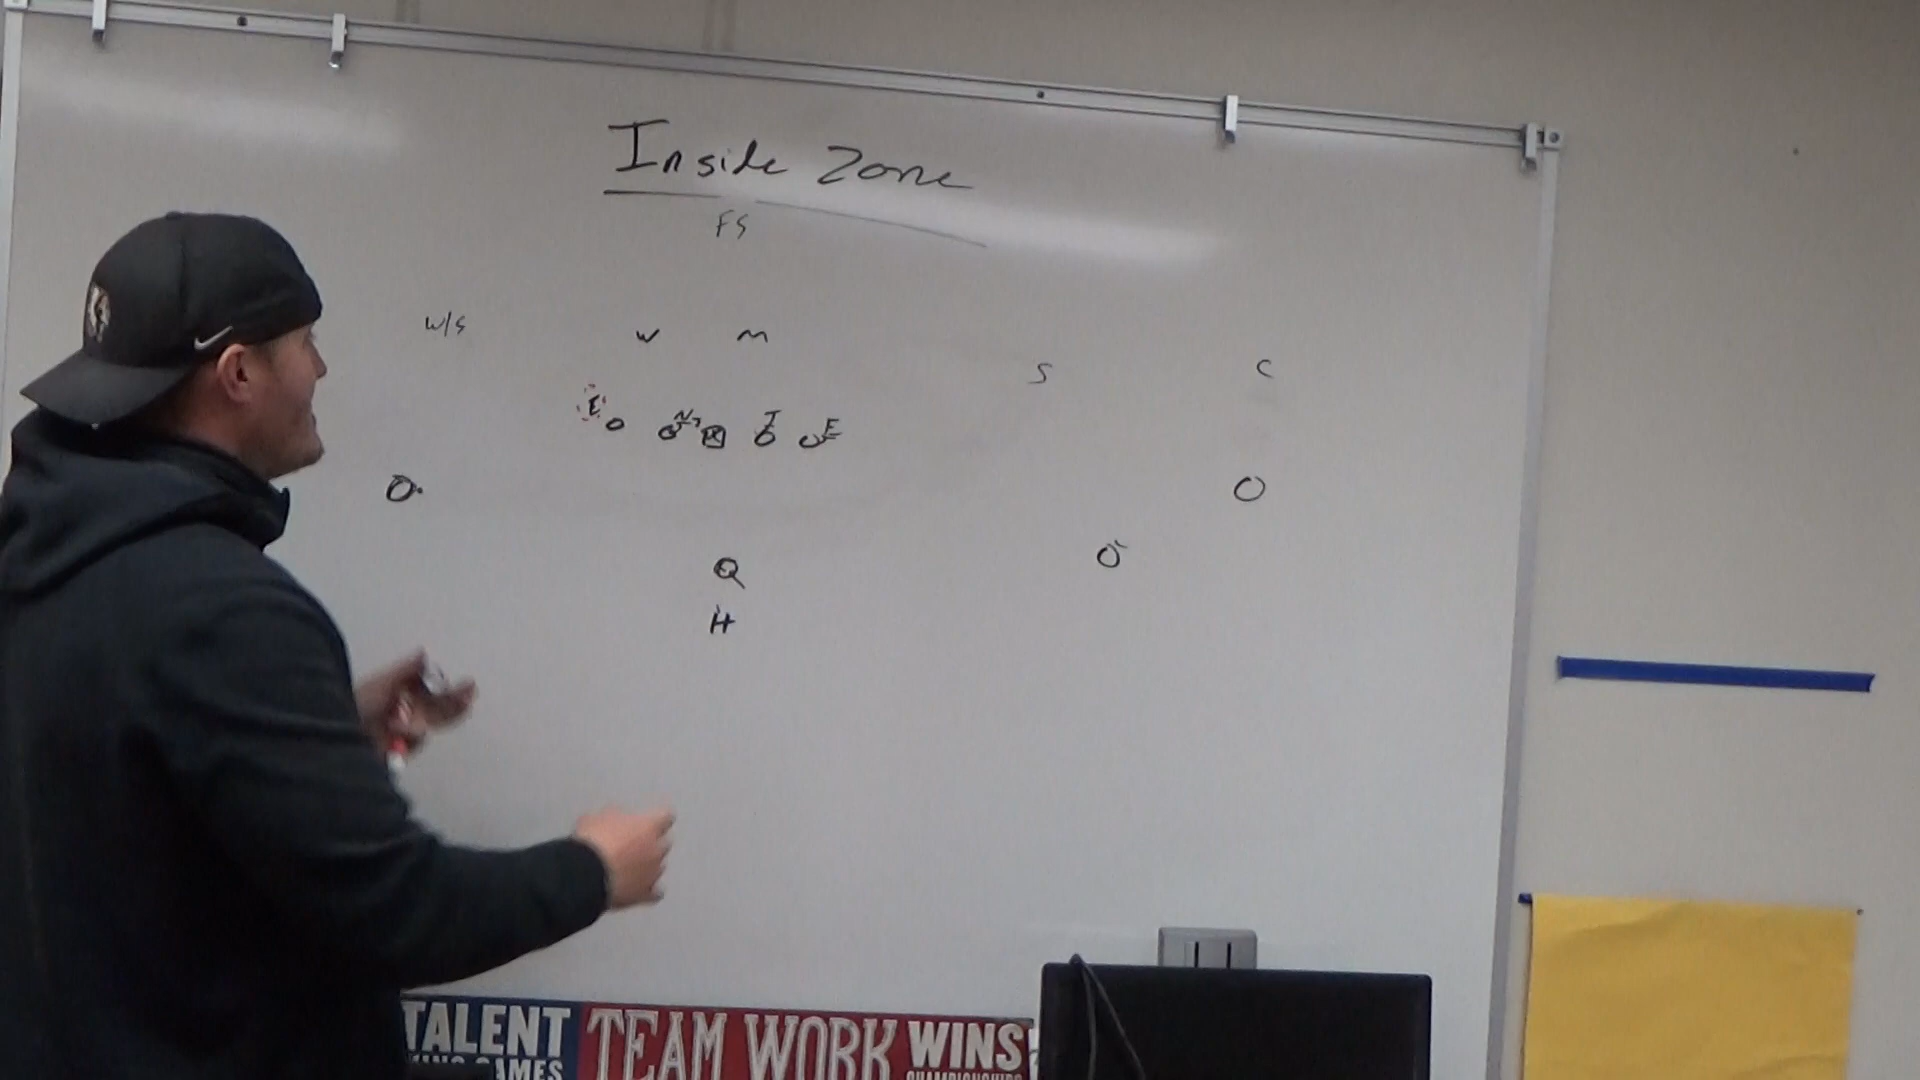 Inside Zone
FS
W/S W M
S C
E N T E
Q
H
TALENT TEAM WORK WINS